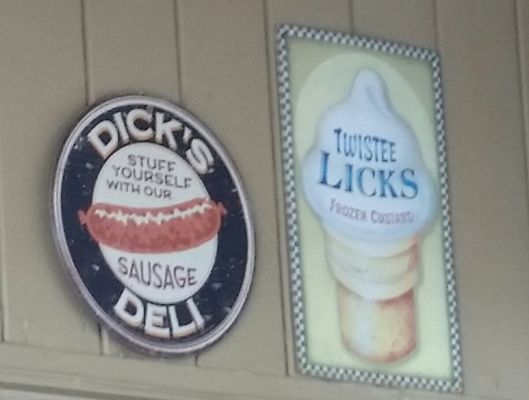 DICK'S
STUFF
YOURSELF
WITH OUR
SAUSAGE
DELI
TWISTEE
LICKS
FROZEN CUSTARD